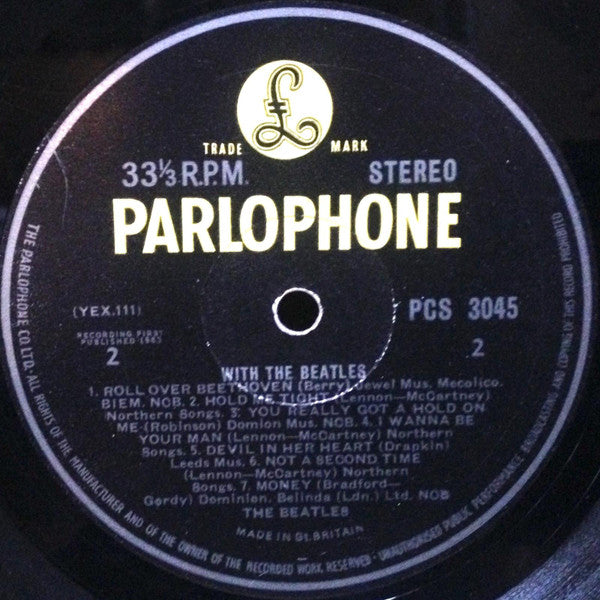 £
TRADE MARK
33⅓ R.P.M. STEREO
PARLOPHONE
(YEX.111) PCS 3045
RECORDING FIRST
PUBLISHED 1963
2 2
WITH THE BEATLES
1. ROLL OVER BEETHOVEN (Berry) Jewel Mus. Mecolico.
BIEM. NCB. 2. HOLD ME TIGHT (Lennon—McCartney)
Northern Songs. 3. YOU REALLY GOT A HOLD ON
ME (Robinson) Domion Mus. NCB. 4. I WANNA BE
YOUR MAN (Lennon—McCartney) Northern
Songs. 5. DEVIL IN HER HEART (Drapkin)
Leeds Mus. 6. NOT A SECOND TIME
(Lennon—McCartney) Northern
Songs. 7. MONEY (Bradford—
Gordy) Dominion, Belinda (Ldn.) Ltd. NCB
THE BEATLES
MADE IN Gt. BRITAIN
THE PARLOPHONE CO. LTD. · ALL RIGHTS OF THE MANUFACTURER AND OF THE OWNER OF THE RECORDED WORK RESERVED · UNAUTHORISED PUBLIC PERFORMANCE BROADCASTING AND COPYING OF THIS RECORD PROHIBITED